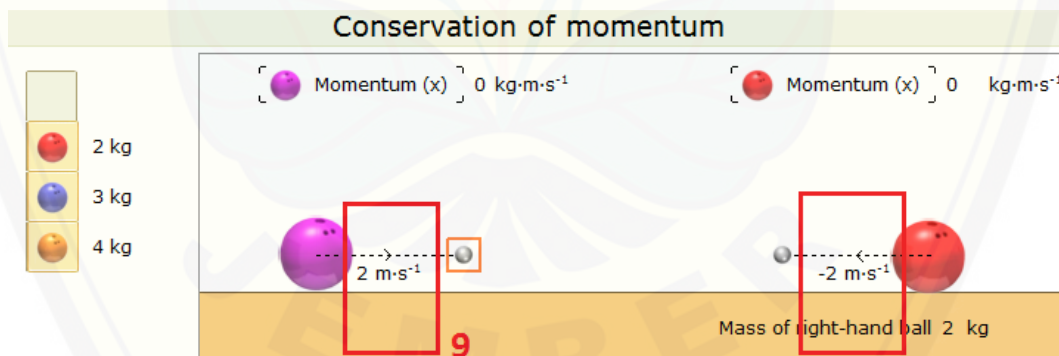 Conservation of momentum
Momentum (x) 0 kg·m·s⁻¹
Momentum (x) 0 kg·m·s⁻¹
2 kg
3 kg
4 kg
2 m·s⁻¹
-2 m·s⁻¹
Mass of right-hand ball 2 kg
9
JEMBER